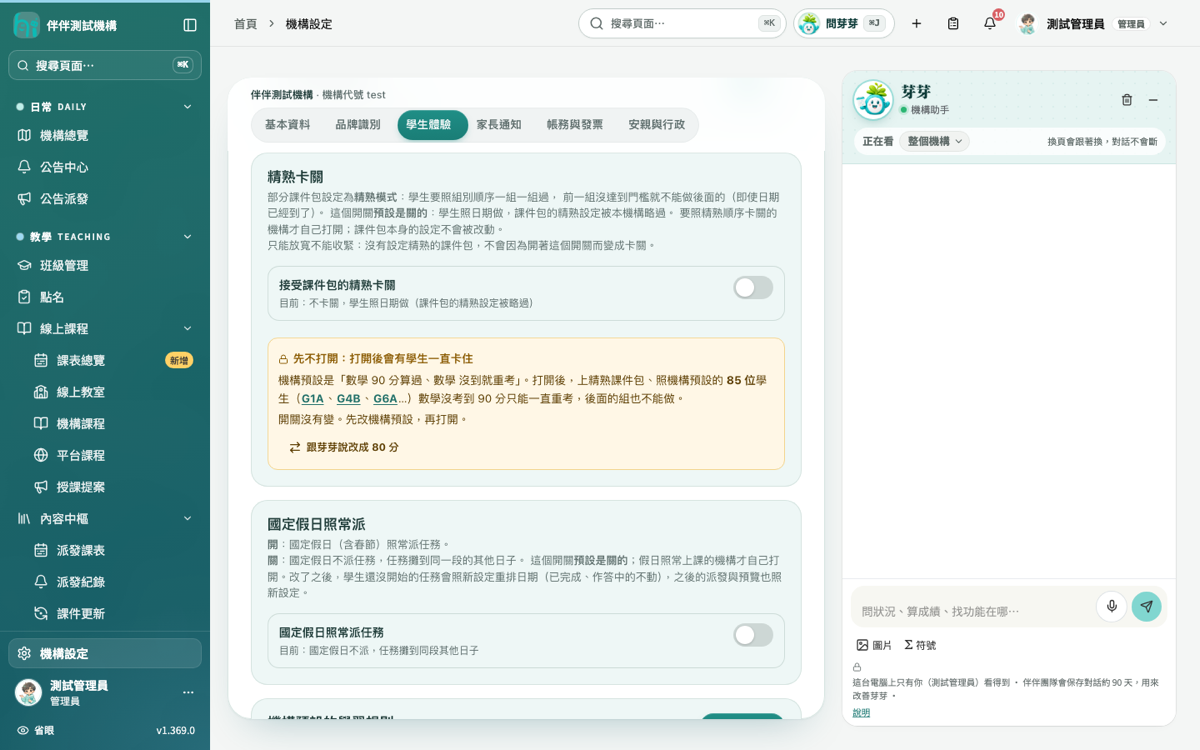 伴伴測試機構
搜尋頁面… ⌘K
日常 DAILY
機構總覽
公告中心
公告派發
教學 TEACHING
班級管理
點名
線上課程
課表總覽 新增
線上教室
機構課程
平台課程
授課提案
內容中樞
派發課表
派發紀錄
課件更新
機構設定
測試管理員
管理員
省眼 v1.369.0
首頁 > 機構設定
搜尋頁面… ⌘K
問芽芽 ⌘J
10
測試管理員 管理員
伴伴測試機構 · 機構代號 test
基本資料 品牌識別 學生體驗 家長通知 帳務與發票 安親與行政
精熟卡關
部分課件包設定為精熟模式：學生要照組別順序一組一組過， 前一組沒達到門檻就不能做後面的（即使日期
已經到了）。 這個開關預設是關的：學生照日期做，課件包的精熟設定被本機構略過。 要照精熟順序卡關的
機構才自己打開；課件包本身的設定不會被改動。
只能放寬不能收緊：沒有設定精熟的課件包，不會因為開著這個開關而變成卡關。
接受課件包的精熟卡關
目前：不卡關，學生照日期做（課件包的精熟設定被略過）
先不打開：打開後會有學生一直卡住
機構預設是「數學 90 分算過、數學 沒到就重考」。打開後，上精熟課件包、照機構預設的 85 位學
生（G1A、G4B、G6A…）數學沒考到 90 分只能一直重考，後面的組也不能做。
開關沒有變。先改機構預設，再打開。
跟芽芽說改成 80 分
國定假日照常派
開：國定假日（含春節）照常派任務。
關：國定假日不派任務，任務攤到同一段的其他日子。 這個開關預設是關的；假日照常上課的機構才自己打
開。改了之後，學生還沒開始的任務會照新設定重排日期（已完成、作答中的不動），之後的派發與預覽也照
新設定。
國定假日照常派任務
目前：國定假日不派，任務攤到同段其他日子
芽芽
機構助手
正在看 整個機構 換頁會跟著換，對話不會斷
問狀況、算成績、找功能在哪…
圖片 Σ 符號
這台電腦上只有你（測試管理員）看得到 · 伴伴團隊會保存對話約 90 天，用來
改善芽芽 ·
說明